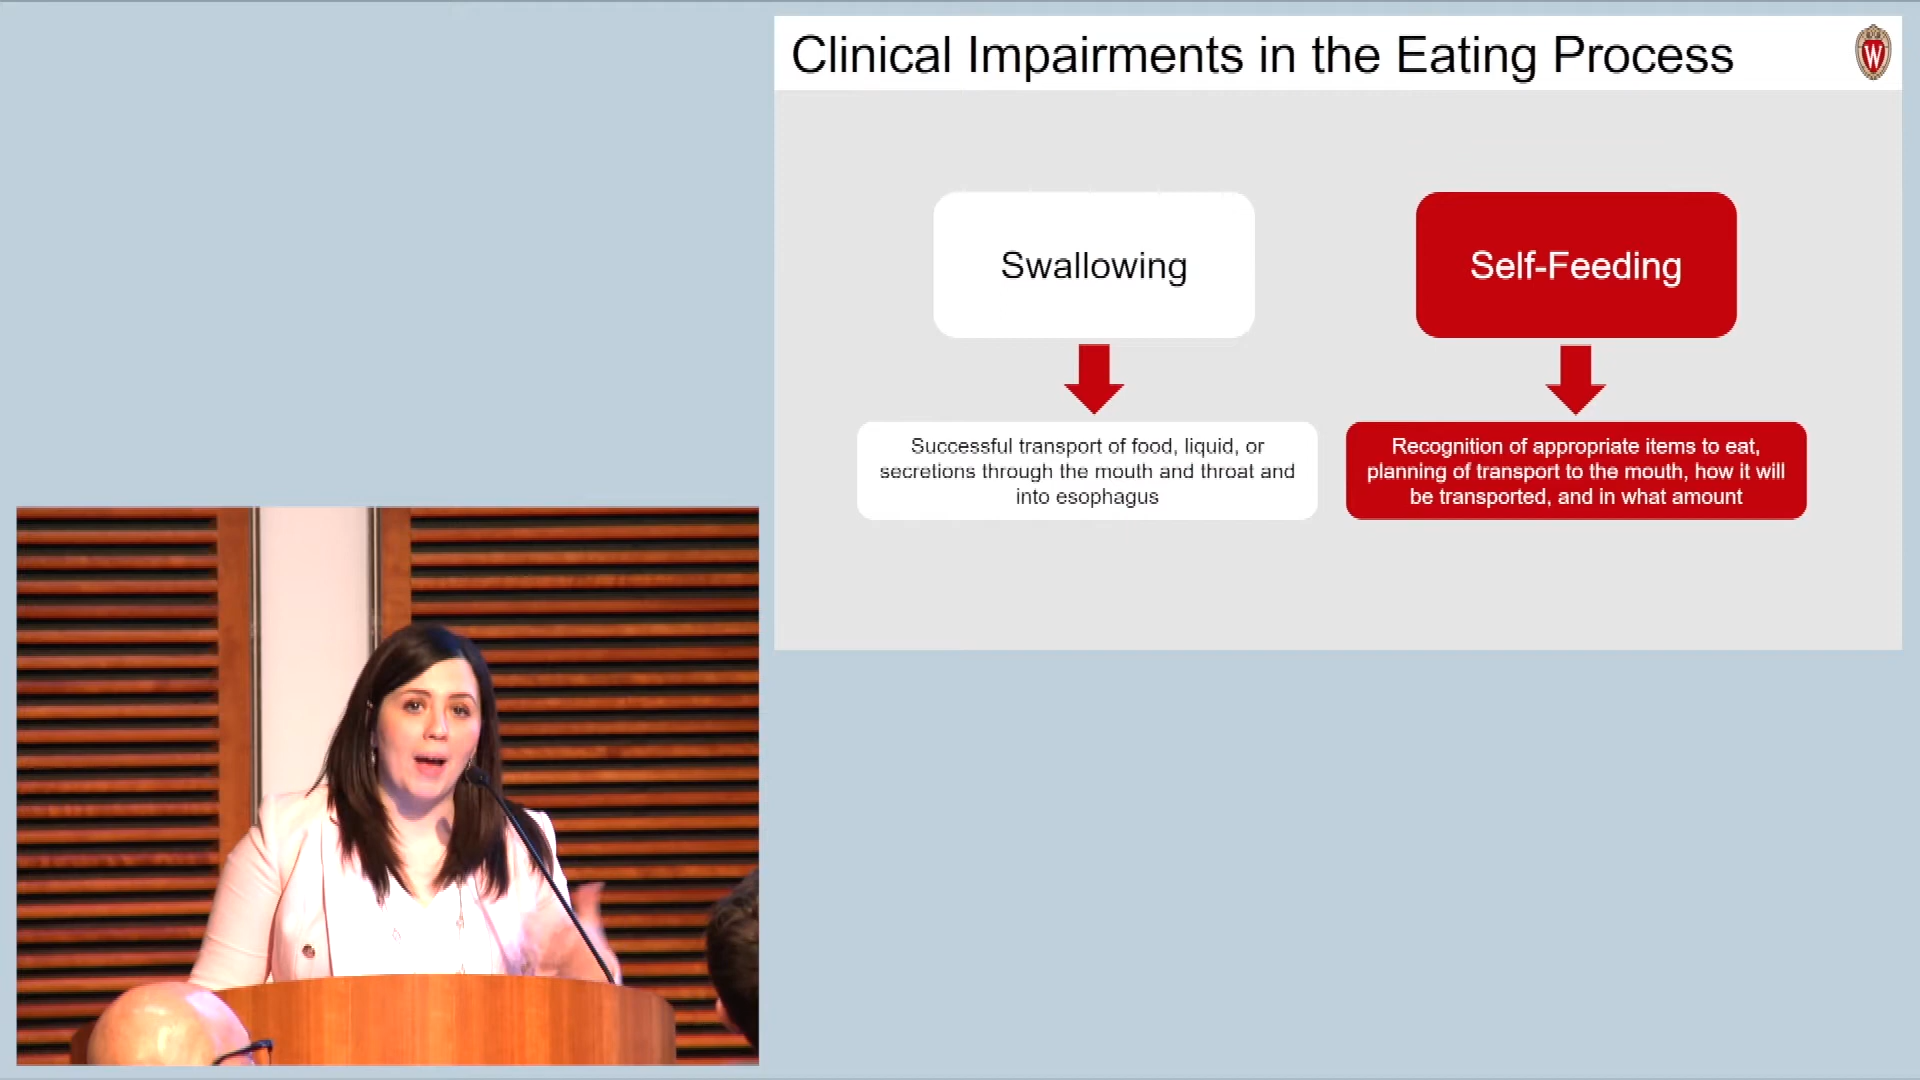 Clinical Impairments in the Eating Process
W
Swallowing
Self-Feeding
Successful transport of food, liquid, or
secretions through the mouth and throat and
into esophagus
Recognition of appropriate items to eat,
planning of transport to the mouth, how it will
be transported, and in what amount